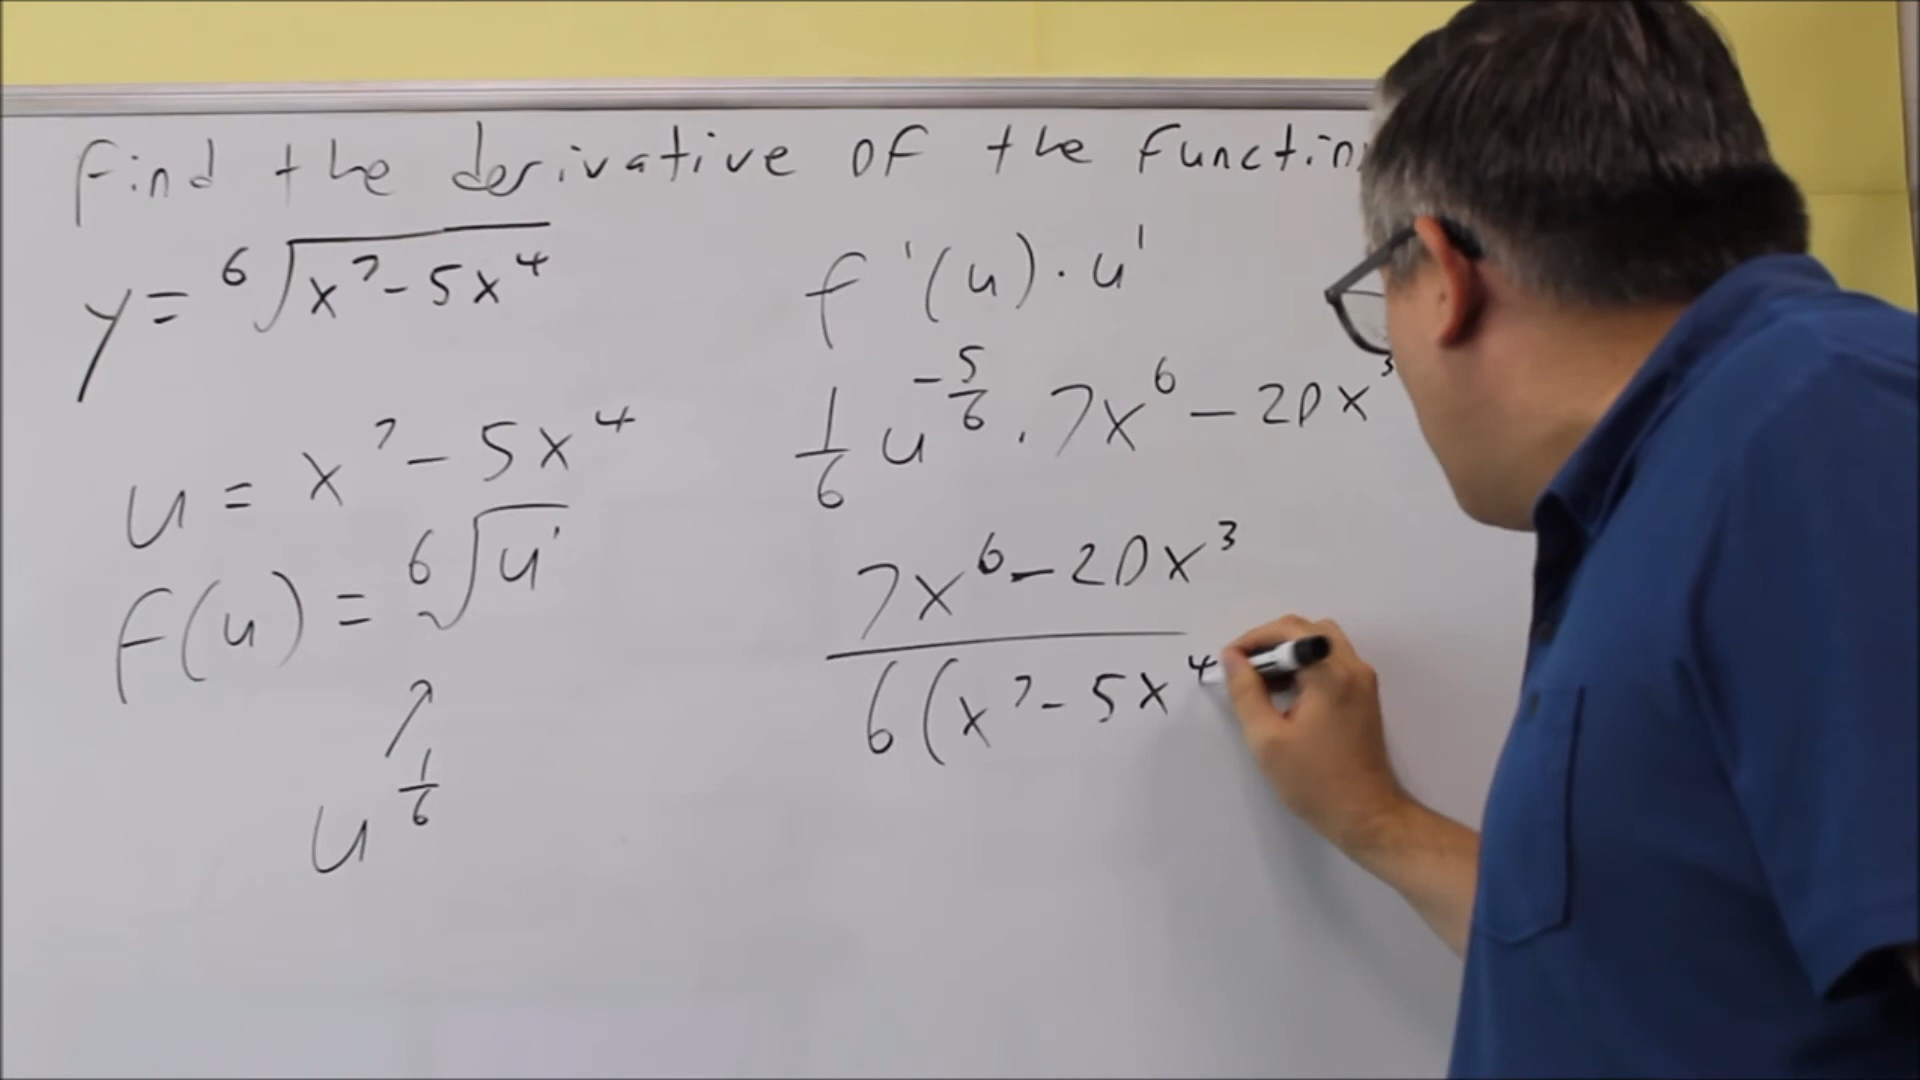 Find the derivative of the function
y = ⁶√(x⁷ - 5x⁴)
u = x⁷ - 5x⁴
F(u) = ⁶√u
u^(1/6)
f'(u) · u'
1/6 u^(-5/6) · 7x⁶ - 20x³
7x⁶ - 20x³
6(x⁷ - 5x⁴